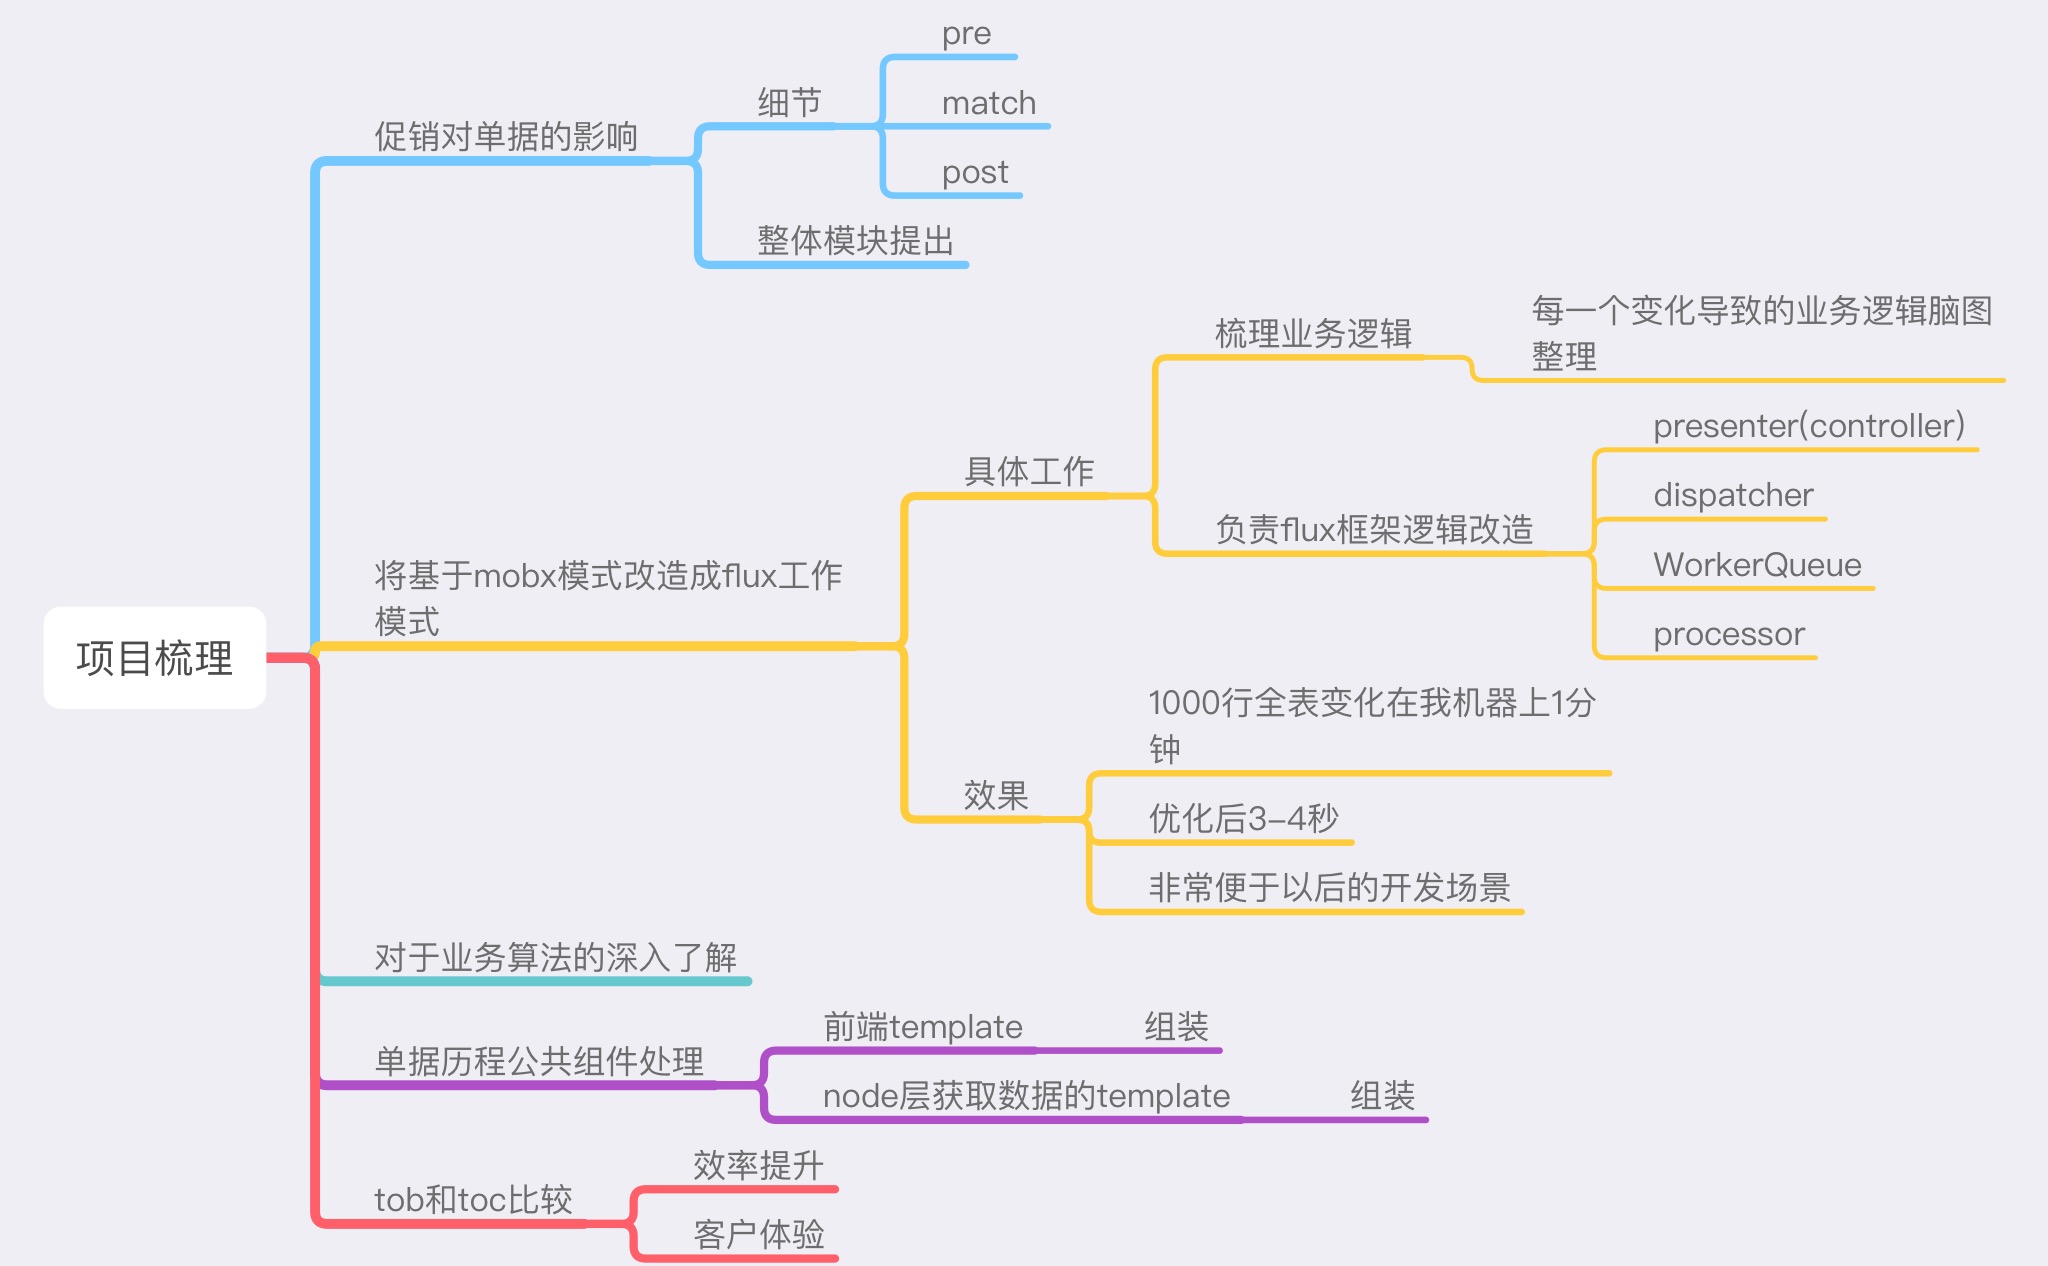 pre
match
细节
促销对单据的影响
post
整体模块提出
每一个变化导致的业务逻辑脑图
整理
梳理业务逻辑
presenter(controller)
具体工作
dispatcher
负责flux框架逻辑改造
WorkerQueue
将基于mobx模式改造成flux工作
模式
processor
项目梳理
1000行全表变化在我机器上1分
钟
效果
优化后3-4秒
非常便于以后的开发场景
对于业务算法的深入了解
前端template
组装
单据历程公共组件处理
node层获取数据的template
组装
效率提升
tob和toc比较
客户体验